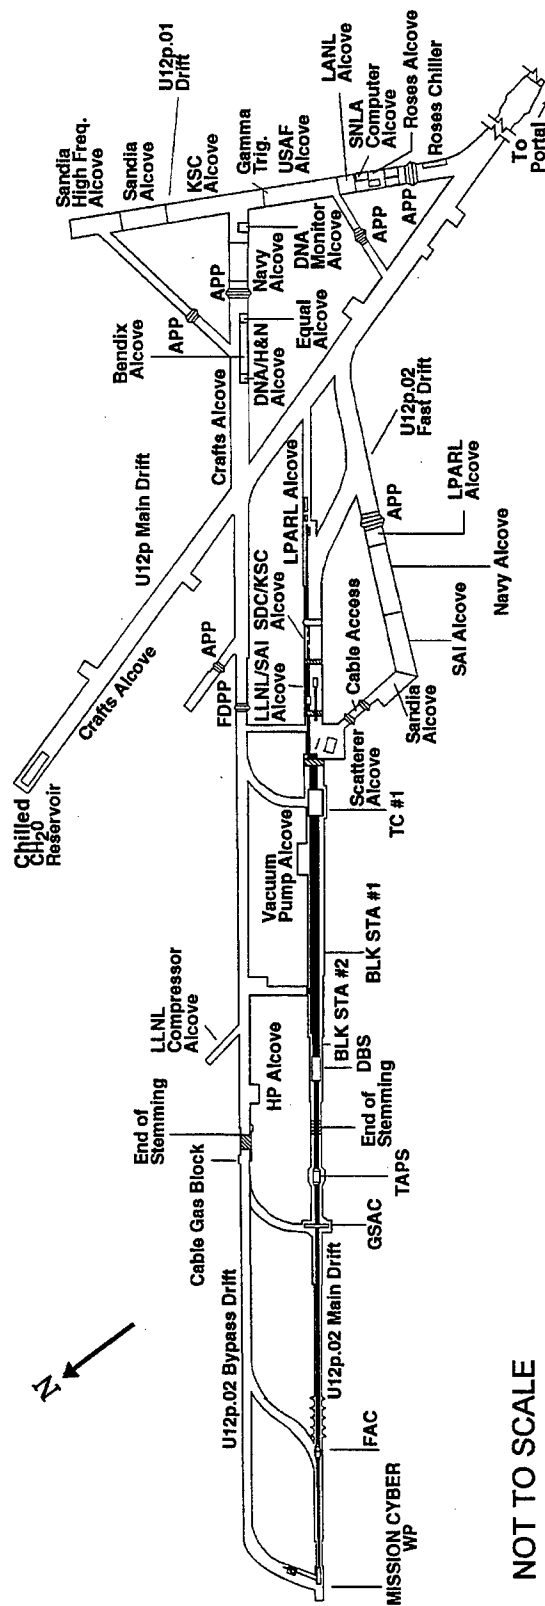 N
NOT TO SCALE
MISSION CYBER
WP
FAC
U12p.02 Main Drift
U12p.02 Bypass Drift
GSAC
TAPS
Cable Gas Block
End of
Stemming
End of
Stemming
HP Alcove
DBS
BLK STA #2
BLK STA #1
LLNL
Compressor
Alcove
Vacuum
Pump Alcove
TC #1
Scatterer
Alcove
Cable Access
Sandia
Alcove
SAI Alcove
Navy Alcove
LPARL
Alcove
APP
U12p.02
Fast Drift
LLNL/SAI
Alcove
SDC/KSC
Alcove
LPARL Alcove
FDPP
APP
Chilled
CH20
Reservoir
Crafts Alcove
U12p Main Drift
Crafts Alcove
Bendix
Alcove
DNA/H&N
Alcove
Equal
Alcove
APP
APP
Navy
Alcove
DNA
Monitor
Alcove
Sandia
High Freq.
Alcove
Sandia
Alcove
KSC
Alcove
U12p.01
Drift
Gamma
Trig.
USAF
Alcove
LANL
Alcove
SNLA
Computer
Alcove
Roses Alcove
Roses Chiller
APP
APP
To
Portal